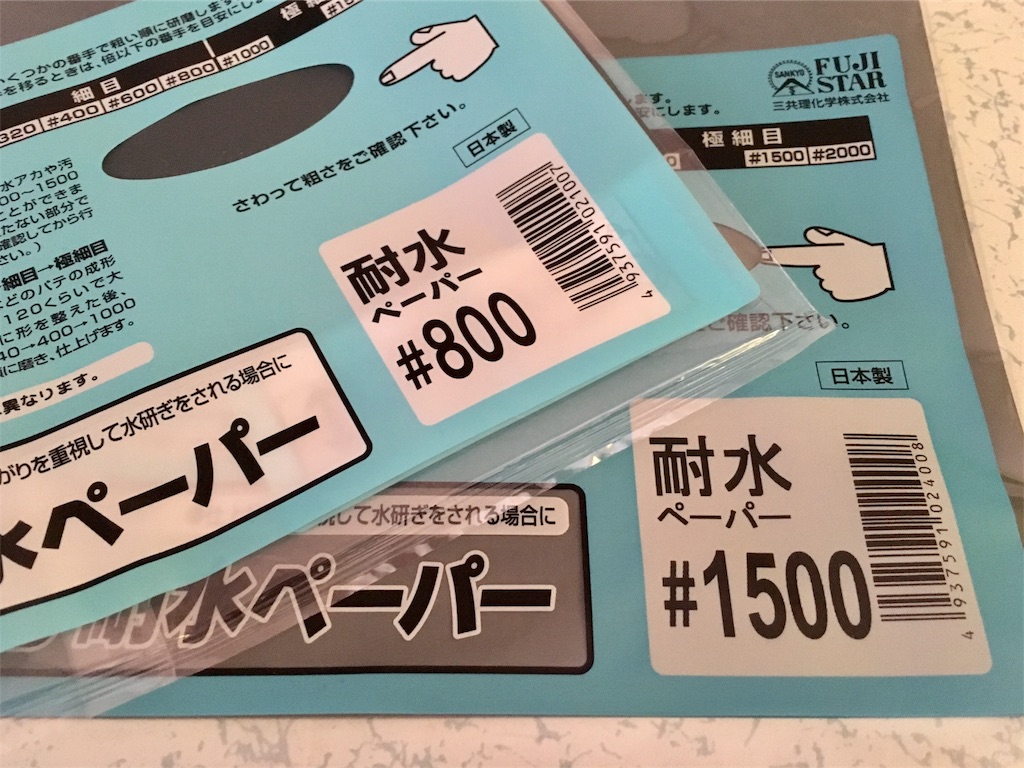 いくつかの番手で粗い順に研磨します。
を移るときは、倍以下の番手を目安にし
細目
極細
320 #400 #600 #800 #1000
さわって粗さをご確認下さい。
日本製
水アカや汚
00〜1500
ことができま
たない部分で
確認してから行
さい。)
細目→極細目
どのパテの成形
120くらいで大
に形を整えた後、
40→400→1000
に磨き、仕上げます。
異なります。
耐水
ペーパー
#800
4937591021007
がりを重視して水研ぎをされる場合に
水ペーパー
SANKYO
FUJI
STAR
三共理化学株式会社
ます。
安にします。
極細目
#1500 #2000
ご確認下さい。
日本製
耐水
ペーパー
#1500
4937591024008
視して水研ぎをされる場合に
耐水ペーパー